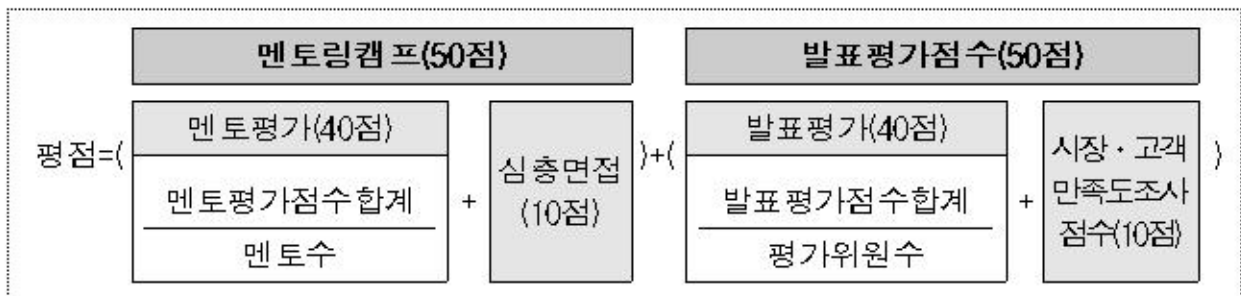 멘토링캠프(50점) 발표평가점수(50점)
평점=( 멘토평가(40점) 멘토평가점수합계 멘토수 + 심층면접 (10점) )+( 발표평가(40점) 발표평가점수합계 평가위원수 + 시장·고객 만족도조사 점수(10점) )